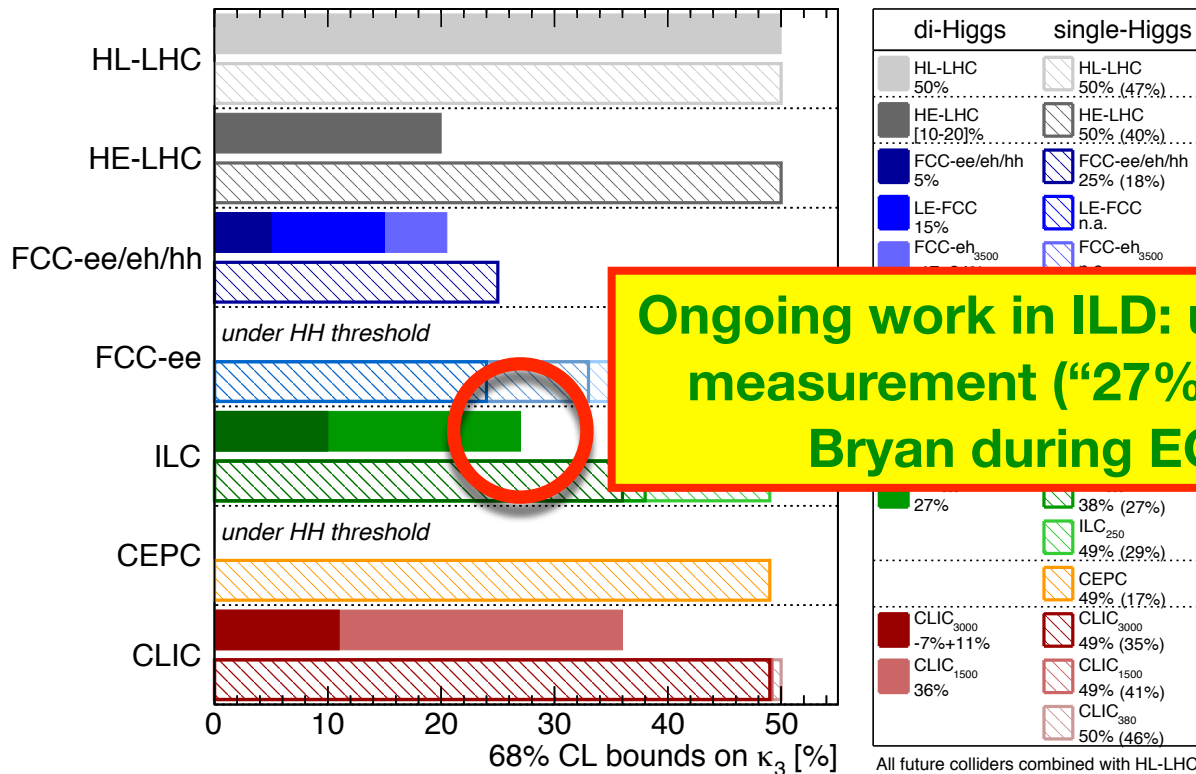 HL-LHC
HE-LHC
FCC-ee/eh/hh
FCC-ee
ILC
CEPC
CLIC
under HH threshold
under HH threshold
0 10 20 30 40 50
68% CL bounds on κ3 [%]
di-Higgs single-Higgs
HL-LHC HL-LHC
50% 50% (47%)
HE-LHC HE-LHC
[10-20]% 50% (40%)
FCC-ee/eh/hh FCC-ee/eh/hh
5% 25% (18%)
LE-FCC LE-FCC
15% n.a.
FCC-eh3500 FCC-eh3500
Ongoing work in ILD:
measurement (“27%
Bryan during
27% 38% (27%)
ILC250
49% (29%)
CEPC
49% (17%)
CLIC3000 CLIC3000
-7%+11% 49% (35%)
CLIC1500 CLIC1500
36% 49% (41%)
CLIC380
50% (46%)
All future colliders combined with HL-LHC